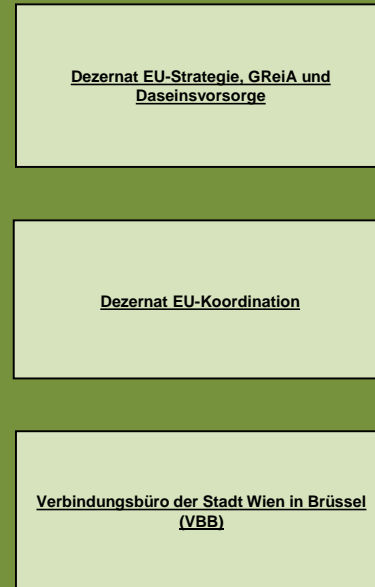 Dezernat EU-Strategie, GReiA und
Daseinsvorsorge
Dezernat EU-Koordination
Verbindungsbüro der Stadt Wien in Brüssel
(VBB)